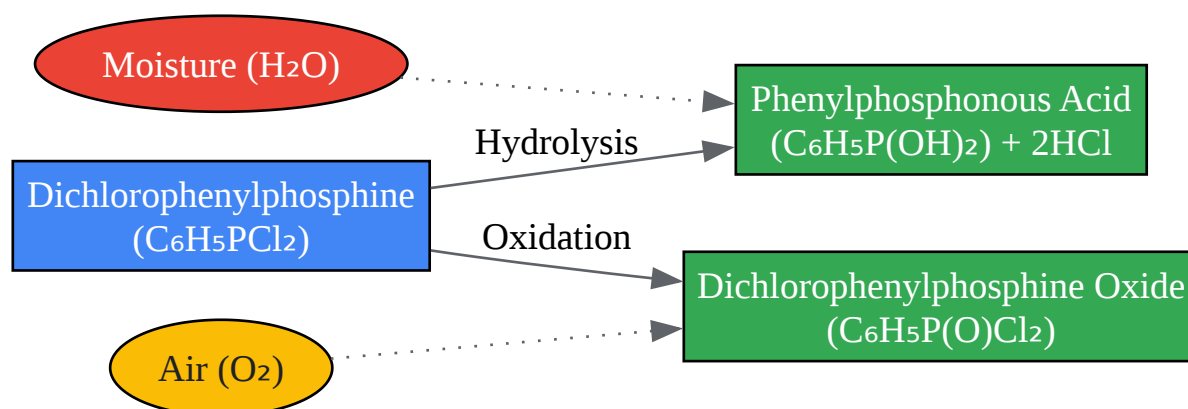 Moisture (H₂O)
Phenylphosphonous Acid
(C₆H₅P(OH)₂) + 2HCl
Hydrolysis
Dichlorophenylphosphine
(C₆H₅PCl₂)
Oxidation
Dichlorophenylphosphine Oxide
(C₆H₅P(O)Cl₂)
Air (O₂)